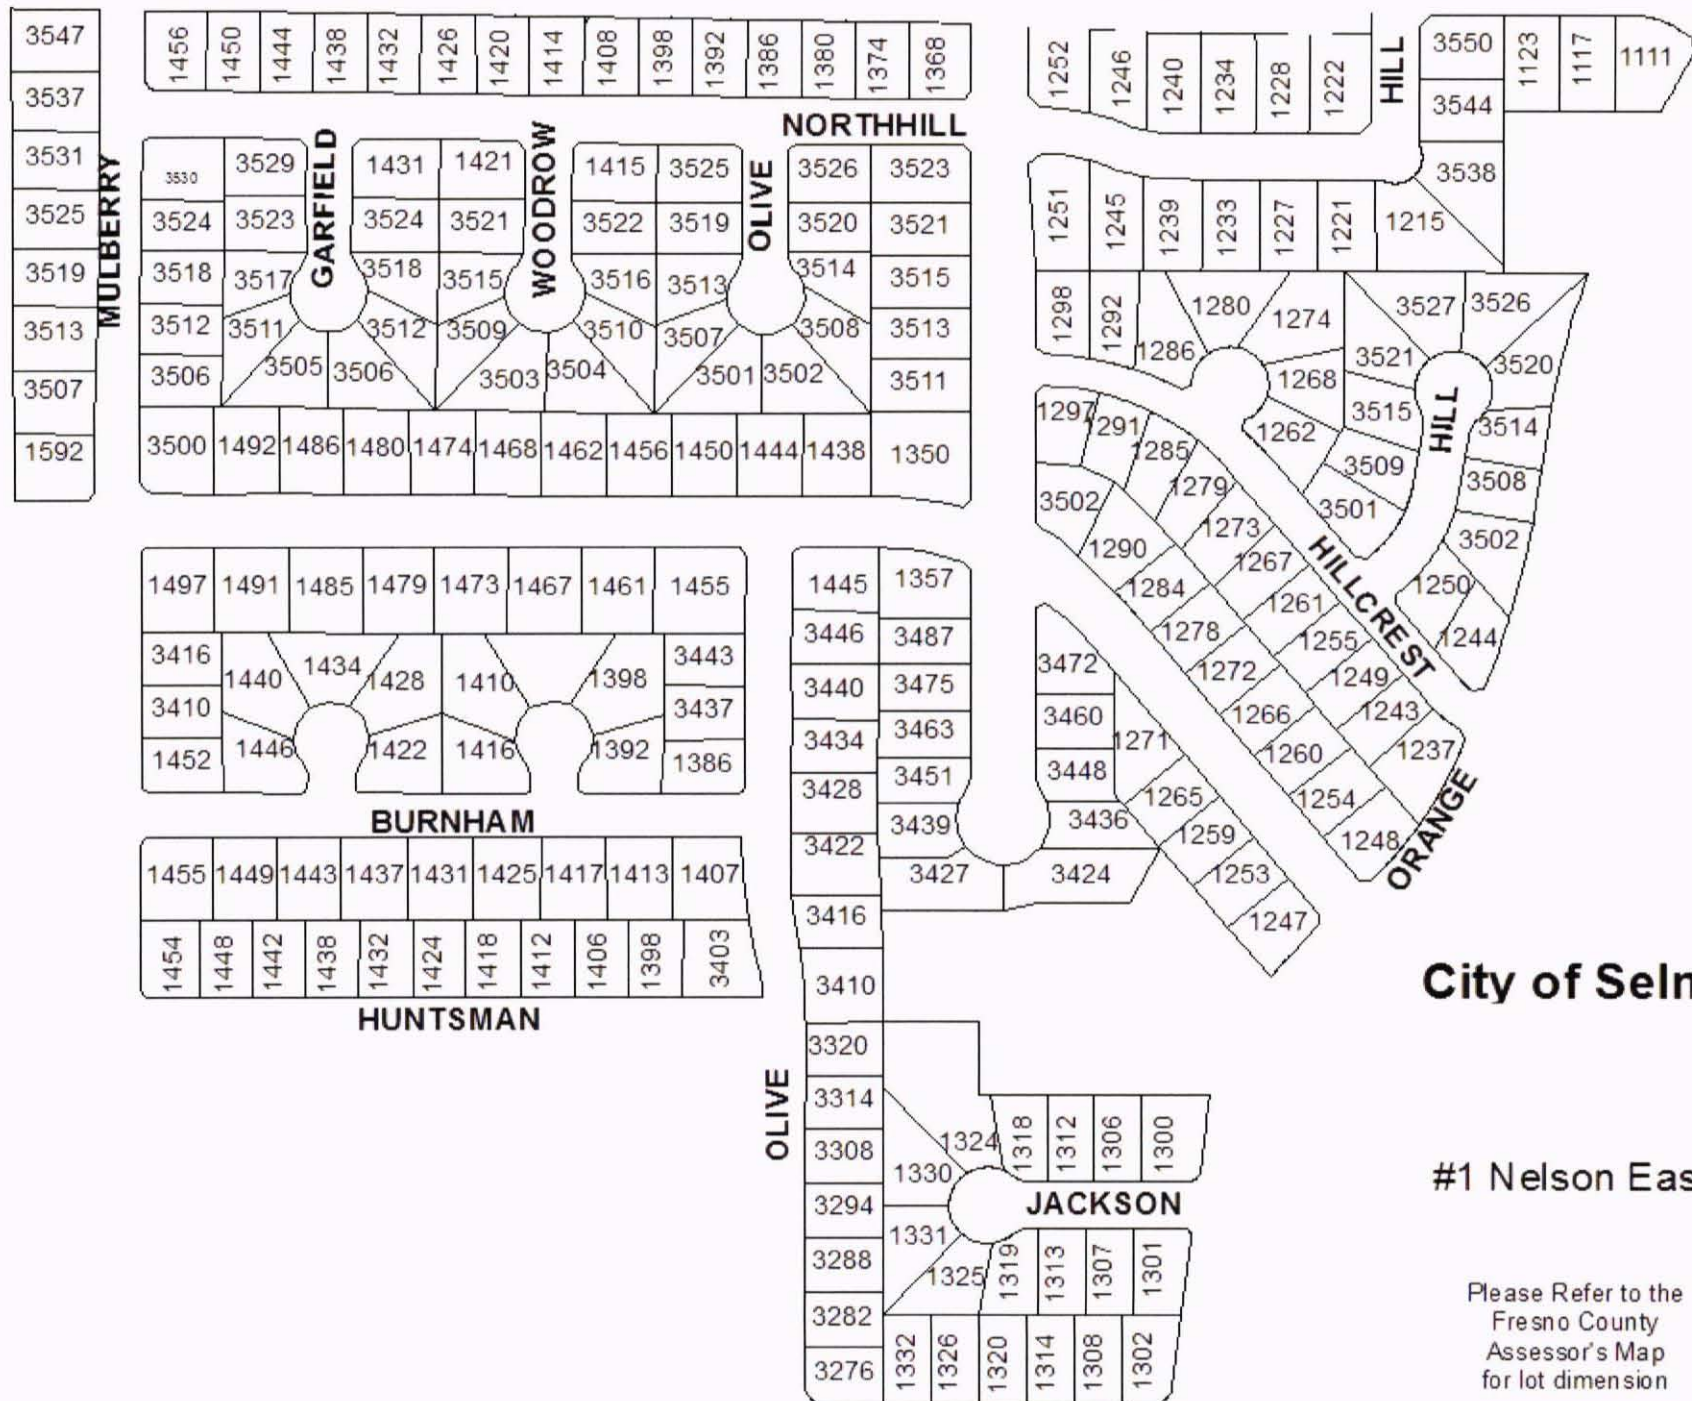 3547
3537
3531
3525
3519
3513
3507
1592
MULBERRY
1456 1450 1444 1438 1432 1426 1420 1414 1408 1398 1392 1386 1380 1374 1368
NORTHHILL
3530 3529 GARFIELD 1431 1421 WOODROW 1415 3525 OLIVE 3526 3523
3524 3523 3524 3521 3522 3519 3520 3521
3518 3517 3518 3515 3516 3513 3514 3515
3512 3511 3512 3509 3510 3507 3508 3513
3506 3505 3506 3503 3504 3501 3502 3511
3500 1492 1486 1480 1474 1468 1462 1456 1450 1444 1438 1350
1252 1246 1240 1234 1228 1222 HILL 3550 1123 1117 1111
3544
3538
1251 1245 1239 1233 1227 1221 1215
1298 1292 1286 1280 1274 1268 1262
3527 3526
3521 3520
3515 HILL 3514
3509 3508
3501 3502
1250
1244
1297 1291 1285 1279 1273 1267 1261 1255 1249 1243 1237
HILLCREST
3502 1290 1284 1278 1272 1266 1260 1254 1248
ORANGE
1497 1491 1485 1479 1473 1467 1461 1455
3416 1440 1434 1428 1410 1398 3443
3410 3437
1452 1446 1422 1416 1392 1386
BURNHAM
1455 1449 1443 1437 1431 1425 1417 1413 1407
1454 1448 1442 1438 1432 1424 1418 1412 1406 1398 3403
HUNTSMAN
1445 1357
3446 3487
3440 3475
3434 3463
3428 3451
3422 3439
3427
3416
3410
3472
3460
3448
3436
3424
1271
1265
1259
1253
1247
City of Seln
3320
3314
3308
3294
3288
3282
3276
OLIVE
1330 1324 1318 1312 1306 1300
JACKSON
1331 1325 1319 1313 1307 1301
1332 1326 1320 1314 1308 1302
#1 Nelson Eas
Please Refer to the
Fresno County
Assessor's Map
for lot dimension